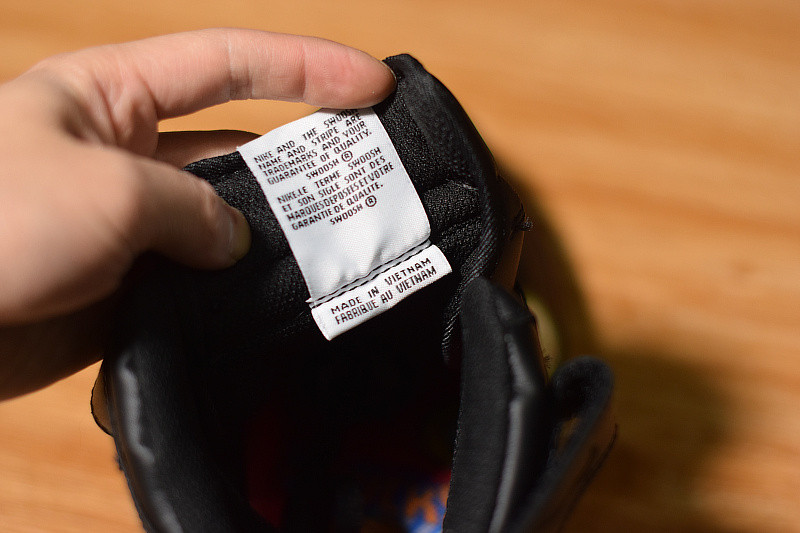 NIKE AND THE SWOOSH
NAME AND STRIPE ARE
TRADEMARKS AND YOUR
GUARANTEE OF QUALITY.
SWOOSH ®
NIKE.LE TERME SWOOSH
ET SON SIGLE SONT DES
MARQUES DEPOSEES ET VOTRE
GARANTIE DE QUALITE.
SWOOSH ®
MADE IN VIETNAM
FABRIQUE AU VIETNAM